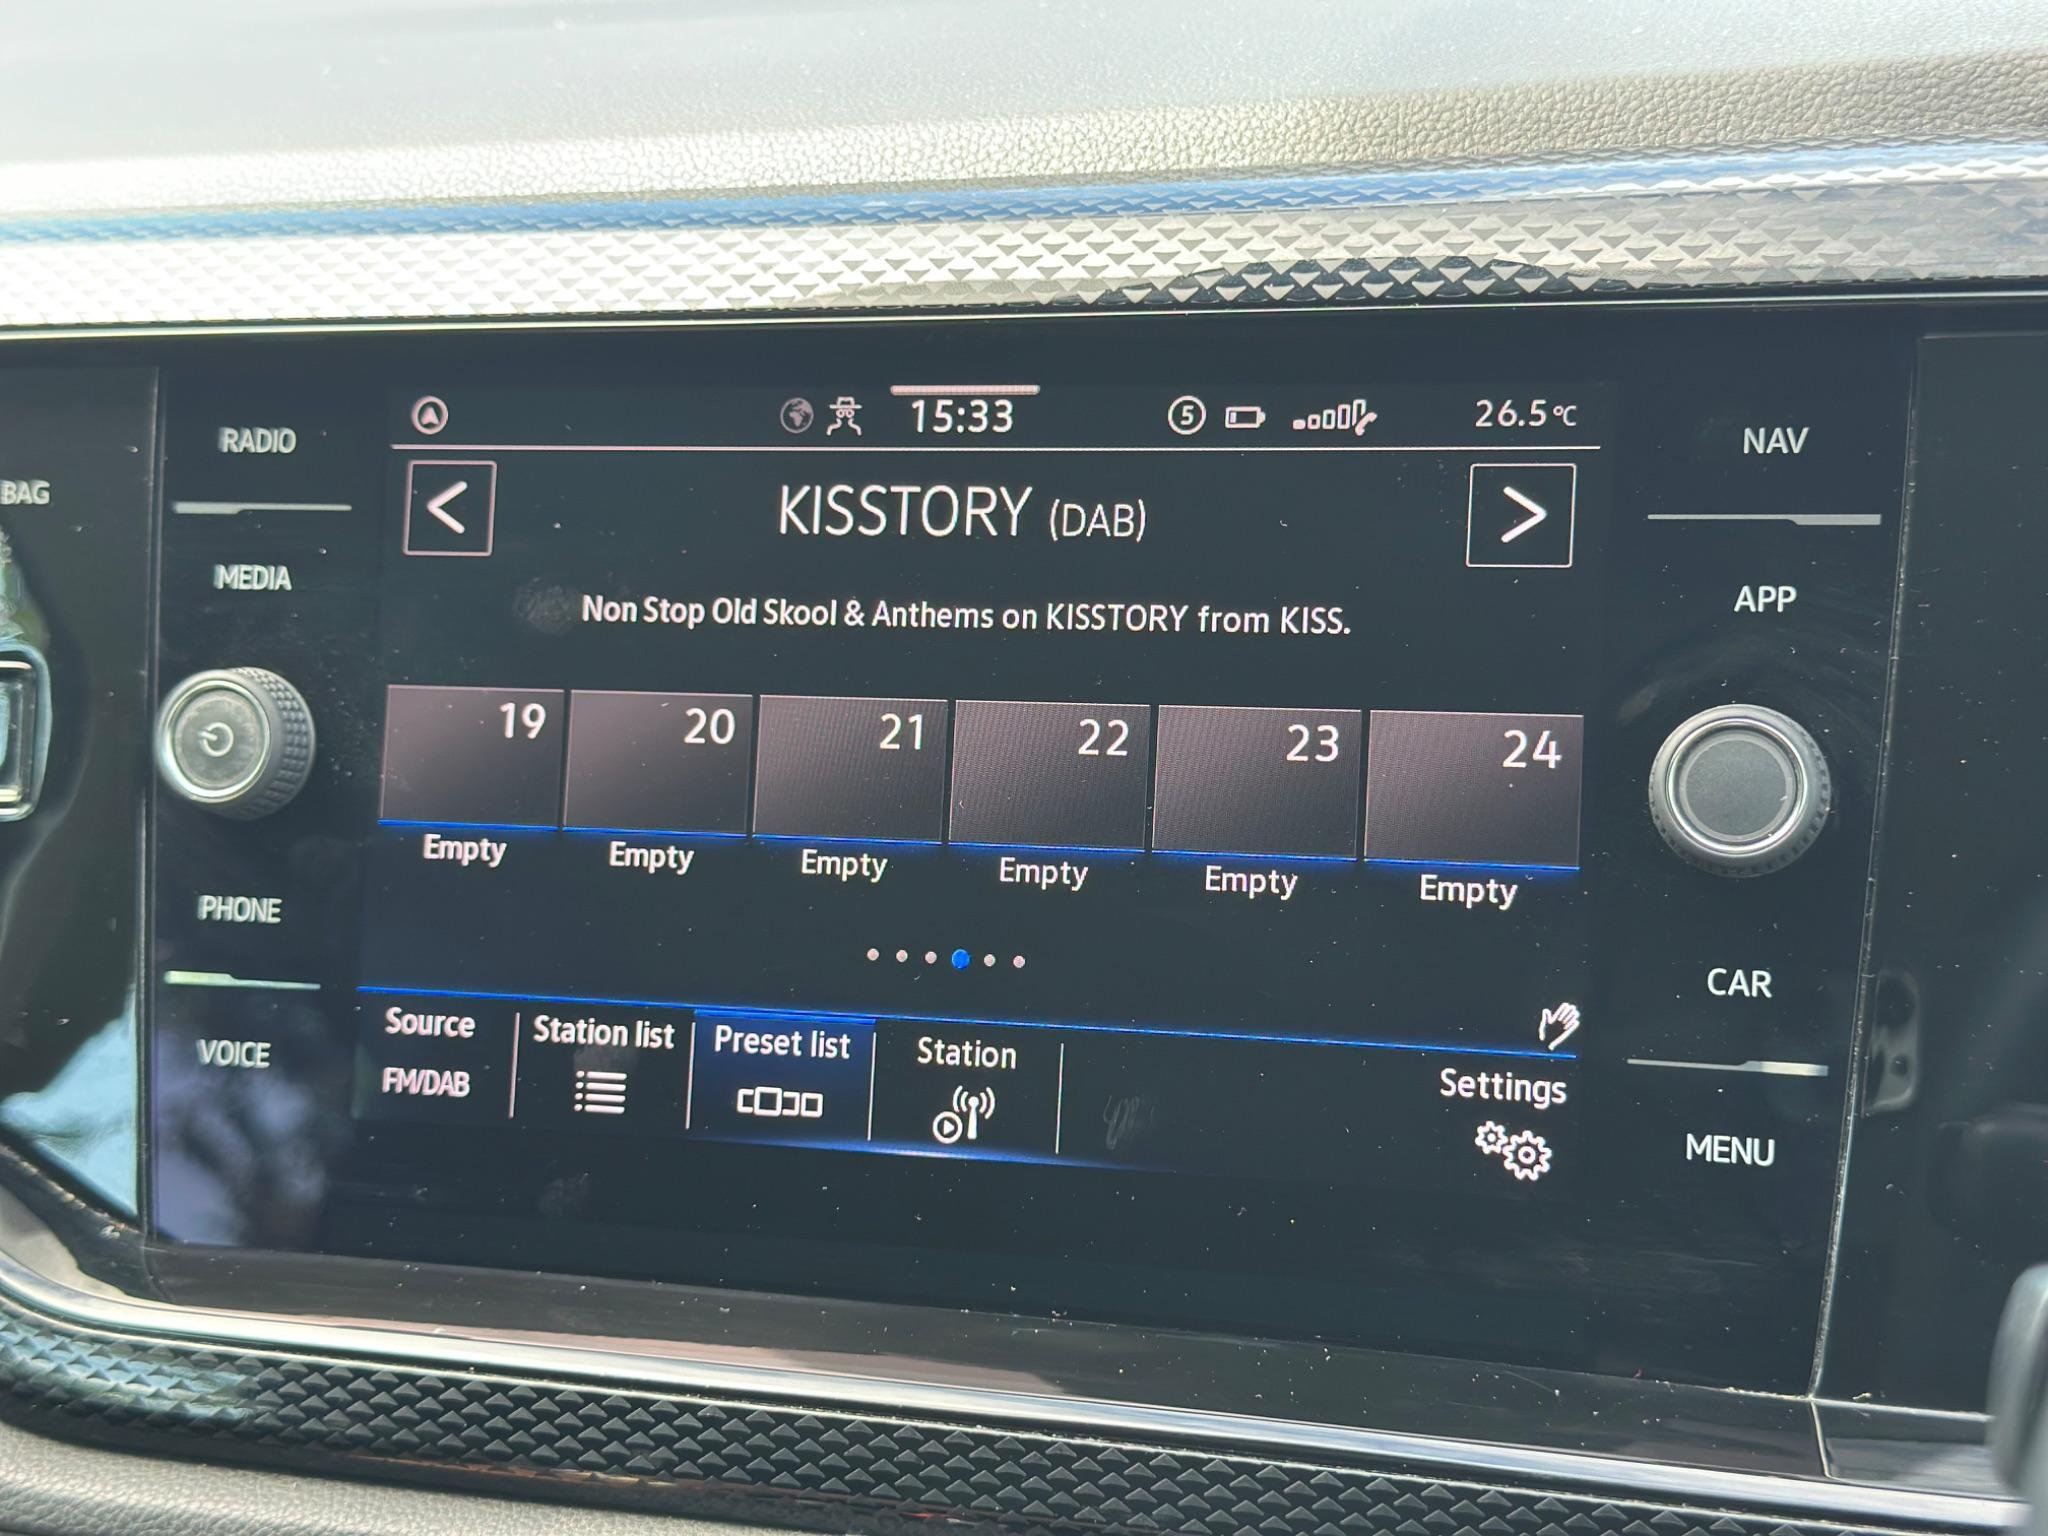 BAG
RADIO
MEDIA
PHONE
VOICE
15:33
5
26.5°C
<
KISSTORY (DAB)
>
Non Stop Old Skool & Anthems on KISSTORY from KISS.
19 20 21 22 23 24
Empty Empty Empty Empty Empty Empty
Source
FM/DAB
Station list
Preset list
Station
Settings
NAV
APP
CAR
MENU